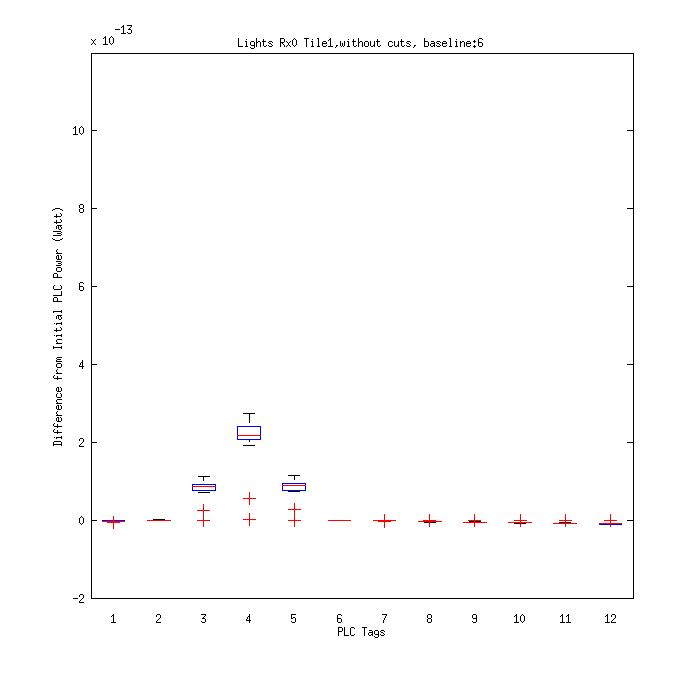 x 10 -13
Lights Rx0 Tile1,without cuts, baseline:6
Difference from Initial PLC Power (Watt)
10
8
6
4
2
0
-2
1 2 3 4 5 6 7 8 9 10 11 12
PLC Tags